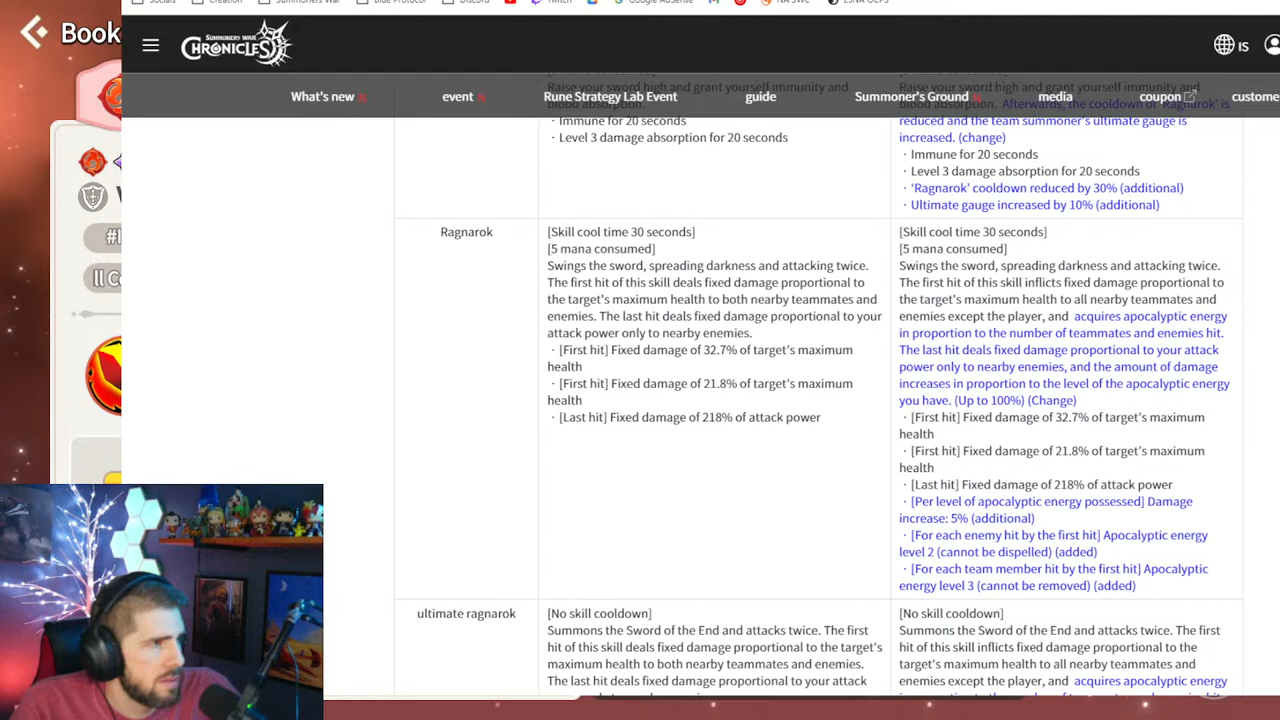 Socials Creation Summoners War Blue Protocol Discord Twitch Google AdSense NA SWC
Book
SUMMONERS WAR
CHRONICLES
IS
What's new
event
Rune Strategy Lab Event
guide
Summoner's Ground
media
coupon
custome
Raise your sword high and grant yourself immunity and
blood absorption.
· Immune for 20 seconds
· Level 3 damage absorption for 20 seconds
Raise your sword high and grant yourself immunity and
blood absorption. Afterwards, the cooldown of 'Ragnarok' is
reduced and the team summoner's ultimate gauge is
increased. (change)
· Immune for 20 seconds
· Level 3 damage absorption for 20 seconds
· ‘Ragnarok’ cooldown reduced by 30% (additional)
· Ultimate gauge increased by 10% (additional)
Ragnarok
[Skill cool time 30 seconds]
[5 mana consumed]
Swings the sword, spreading darkness and attacking twice.
The first hit of this skill deals fixed damage proportional to
the target's maximum health to both nearby teammates and
enemies. The last hit deals fixed damage proportional to your
attack power only to nearby enemies.
· [First hit] Fixed damage of 32.7% of target's maximum
health
· [First hit] Fixed damage of 21.8% of target's maximum
health
· [Last hit] Fixed damage of 218% of attack power
[Skill cool time 30 seconds]
[5 mana consumed]
Swings the sword, spreading darkness and attacking twice.
The first hit of this skill inflicts fixed damage proportional to
the target's maximum health to all nearby teammates and
enemies except the player, and acquires apocalyptic energy
in proportion to the number of teammates and enemies hit.
The last hit deals fixed damage proportional to your attack
power only to nearby enemies, and the amount of damage
increases in proportion to the level of the apocalyptic energy
you have. (Up to 100%) (Change)
· [First hit] Fixed damage of 32.7% of target's maximum
health
· [First hit] Fixed damage of 21.8% of target's maximum
health
· [Last hit] Fixed damage of 218% of attack power
· [Per level of apocalyptic energy possessed] Damage
increase: 5% (additional)
· [For each enemy hit by the first hit] Apocalyptic energy
level 2 (cannot be dispelled) (added)
· [For each team member hit by the first hit] Apocalyptic
energy level 3 (cannot be removed) (added)
ultimate ragnarok
[No skill cooldown]
Summons the Sword of the End and attacks twice. The first
hit of this skill deals fixed damage proportional to the
target's maximum health to both nearby teammates and enemies.
The last hit deals fixed damage proportional to your attack
[No skill cooldown]
Summons the Sword of the End and attacks twice. The first
hit of this skill inflicts fixed damage proportional to the
target's maximum health to all nearby teammates and
enemies except the player, and acquires apocalyptic energy